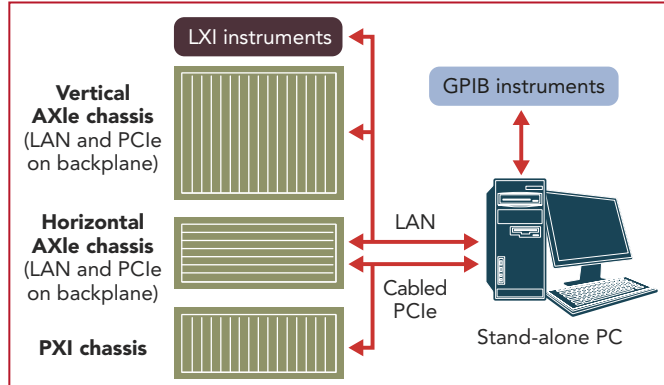 LXI instruments
Vertical
AXIe chassis
(LAN and PCIe
on backplane)
GPIB instruments
Horizontal
AXIe chassis
(LAN and PCIe
on backplane)
LAN
Cabled
PCIe
PXI chassis
Stand-alone PC